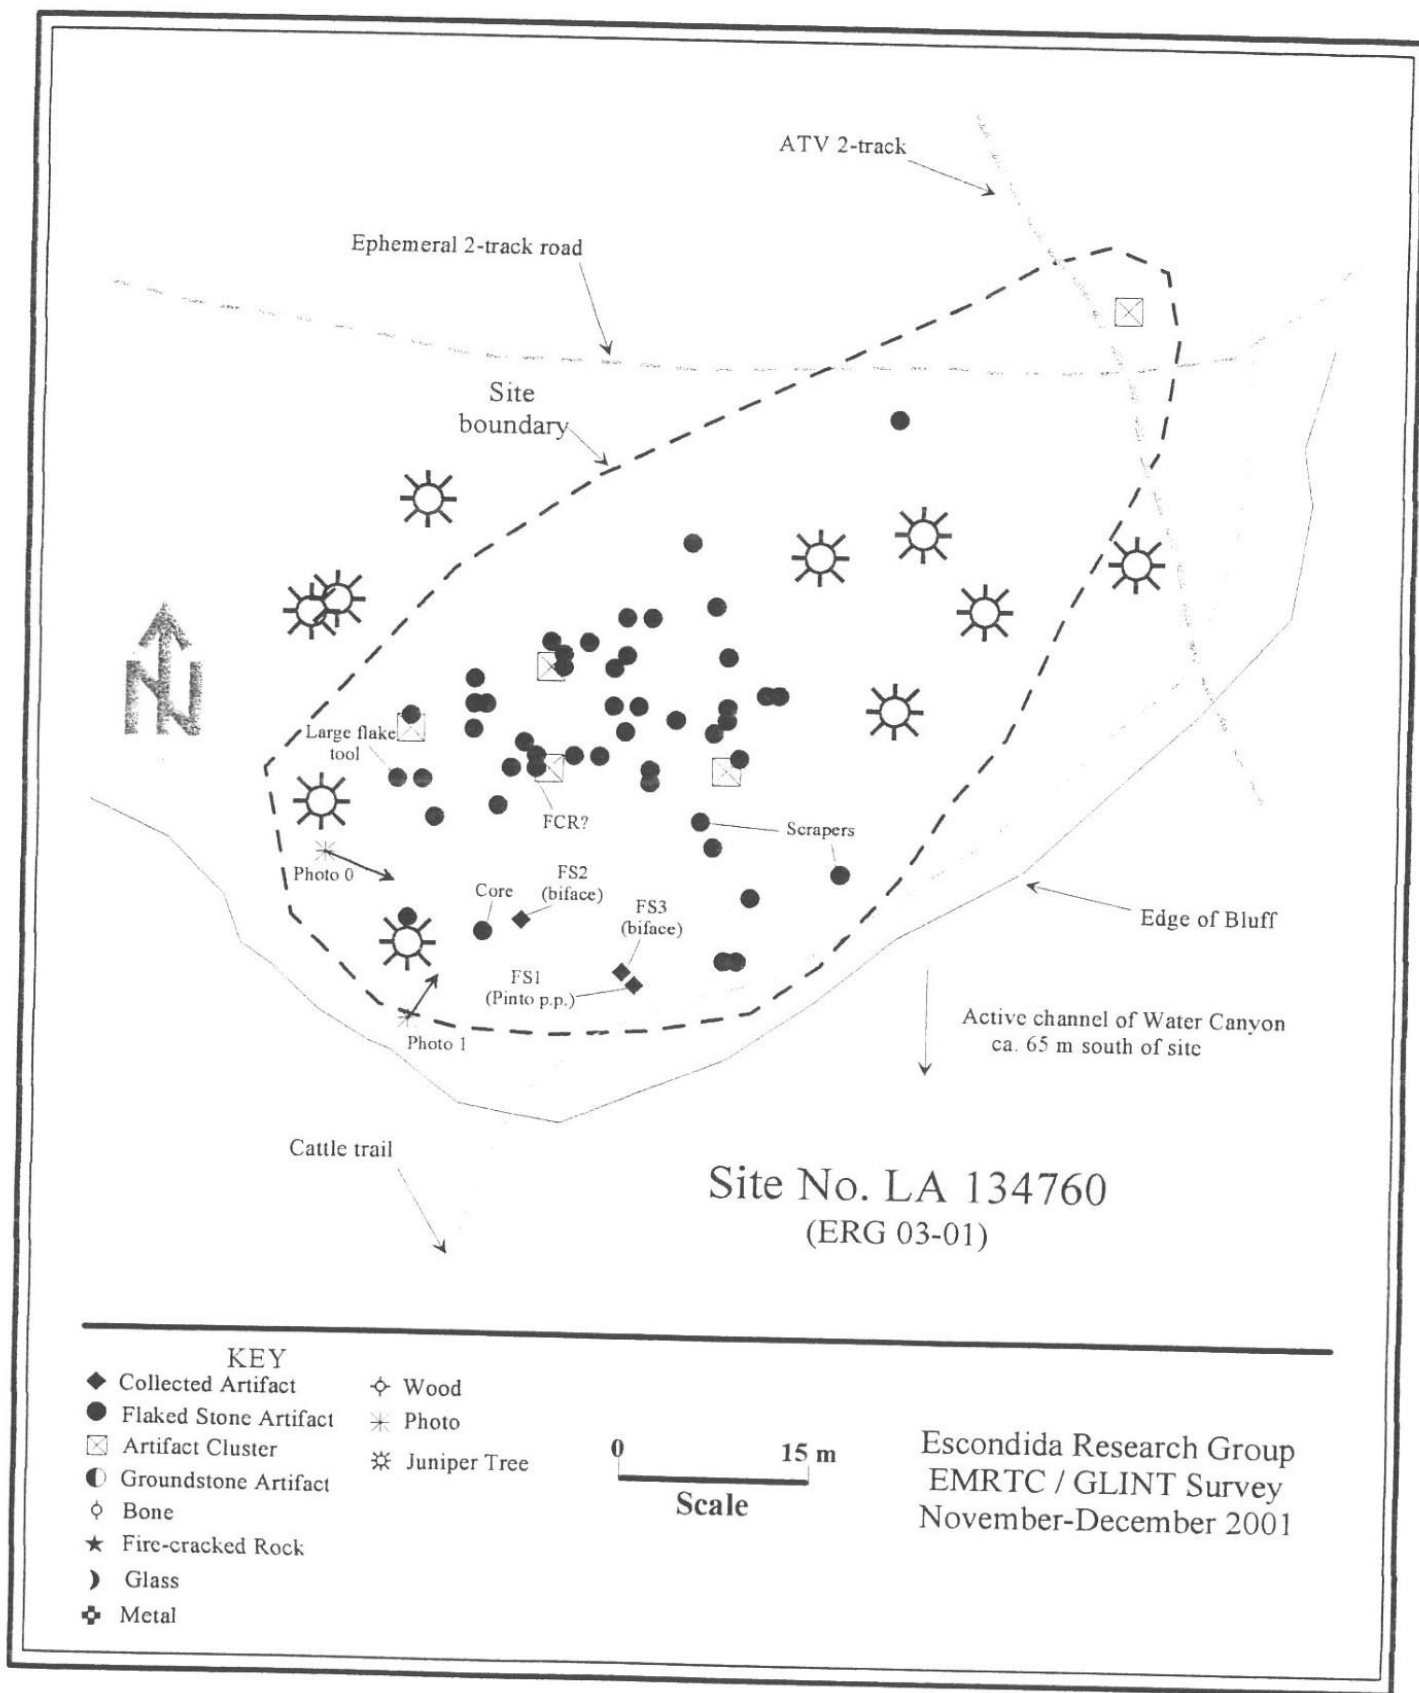 ATV 2-track
Ephemeral 2-track road
Site
boundary
N
Large flake
tool
FCR?
Scrapers
Photo 0
FS2
(biface)
Core
FS3
(biface)
Edge of Bluff
FS1
(Pinto p.p.)
Photo 1
Active channel of Water Canyon
ca. 65 m south of site
Cattle trail
Site No. LA 134760
(ERG 03-01)
KEY
Collected Artifact
Flaked Stone Artifact
Artifact Cluster
Groundstone Artifact
Bone
Fire-cracked Rock
Glass
Metal
Wood
Photo
Juniper Tree
0 15 m
Scale
Escondida Research Group
EMRTC / GLINT Survey
November-December 2001